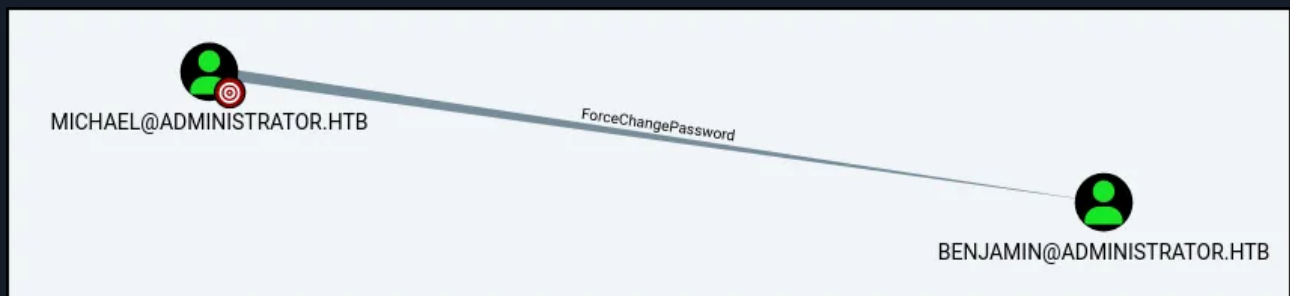 MICHAEL@ADMINISTRATOR.HTB
ForceChangePassword
BENJAMIN@ADMINISTRATOR.HTB